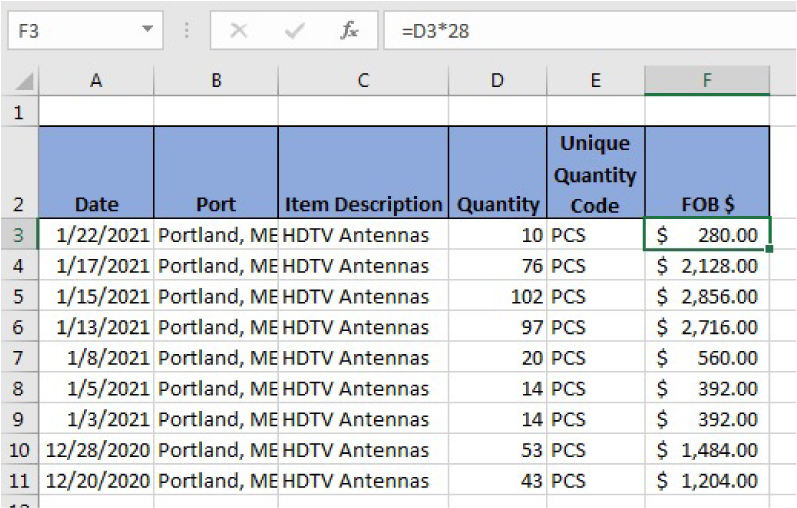 F3 fx =D3*28
A B C D E F
1
Unique
Quantity
2 Date Port Item Description Quantity Code FOB $
3 1/22/2021 Portland, ME HDTV Antennas 10 PCS $ 280.00
4 1/17/2021 Portland, ME HDTV Antennas 76 PCS $ 2,128.00
5 1/15/2021 Portland, ME HDTV Antennas 102 PCS $ 2,856.00
6 1/13/2021 Portland, ME HDTV Antennas 97 PCS $ 2,716.00
7 1/8/2021 Portland, ME HDTV Antennas 20 PCS $ 560.00
8 1/5/2021 Portland, ME HDTV Antennas 14 PCS $ 392.00
9 1/3/2021 Portland, ME HDTV Antennas 14 PCS $ 392.00
10 12/28/2020 Portland, ME HDTV Antennas 53 PCS $ 1,484.00
11 12/20/2020 Portland, ME HDTV Antennas 43 PCS $ 1,204.00